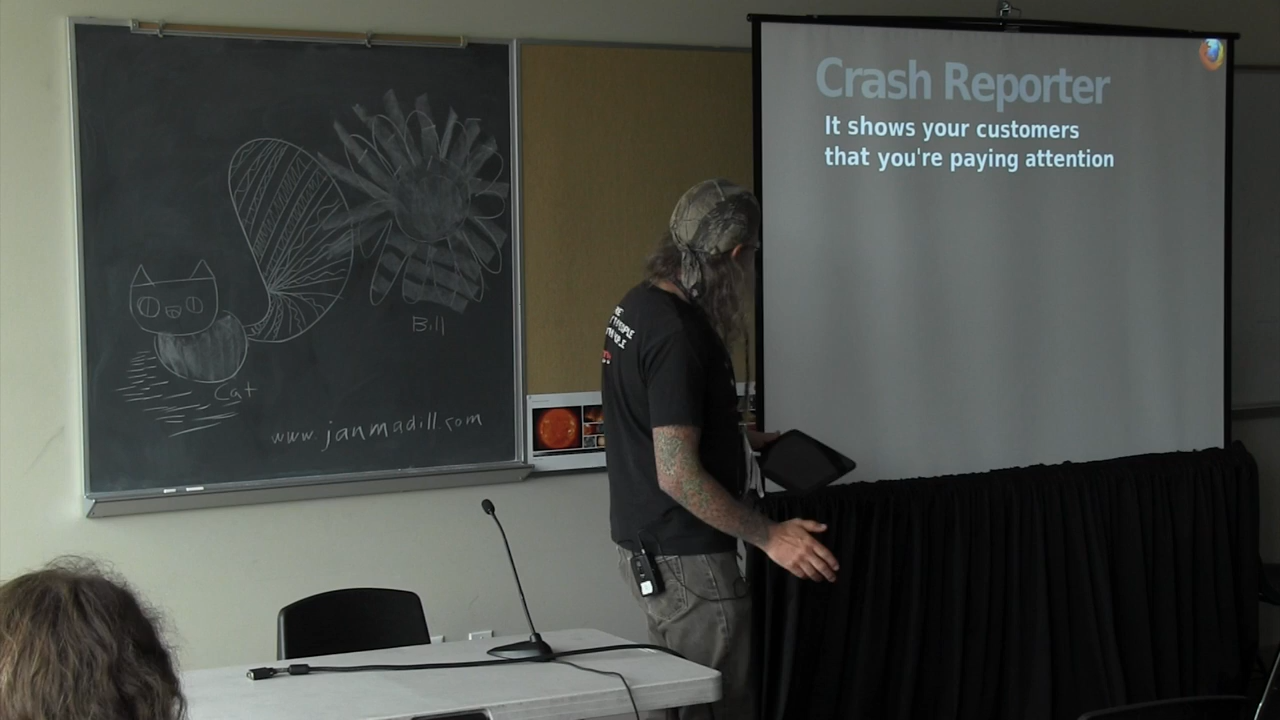 Crash Reporter
It shows your customers
that you're paying attention
Bill
Cat
www.janmadill.com